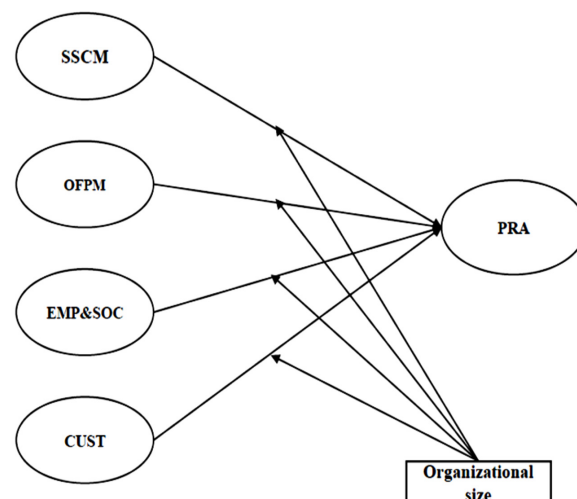 SSCM
OFPM
PRA
EMP&SOC
CUST
Organizational
size